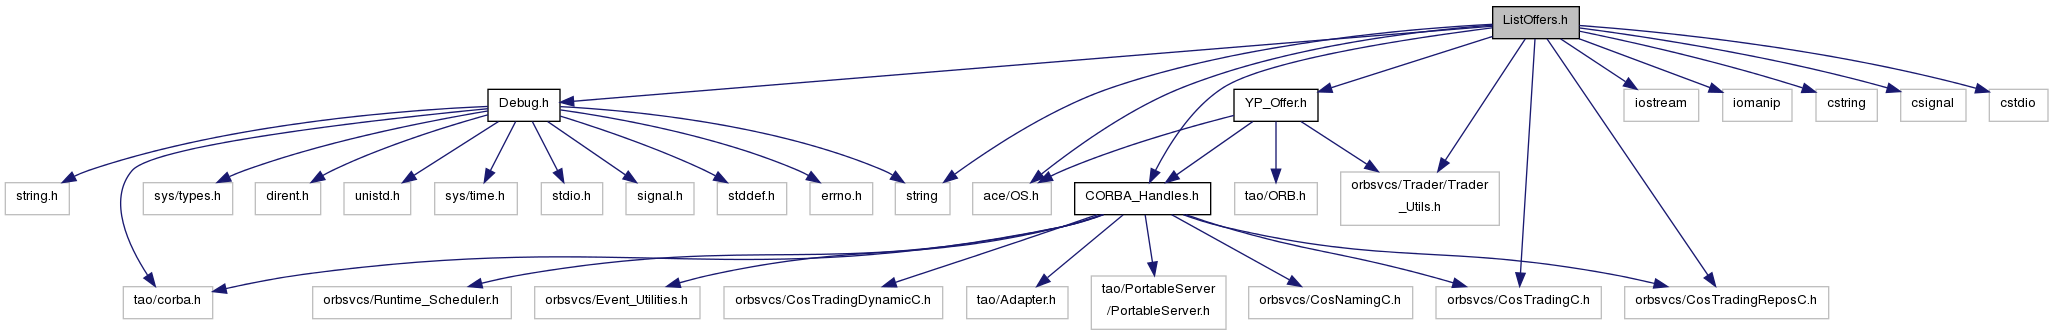 ListOffers.h
Debug.h
YP_Offer.h
iostream
iomanip
cstring
csignal
cstdio
string.h
sys/types.h
dirent.h
unistd.h
sys/time.h
stdio.h
signal.h
stddef.h
errno.h
string
ace/OS.h
CORBA_Handles.h
tao/ORB.h
orbsvcs/Trader/Trader
_Utils.h
tao/corba.h
orbsvcs/Runtime_Scheduler.h
orbsvcs/Event_Utilities.h
orbsvcs/CosTradingDynamicC.h
tao/Adapter.h
tao/PortableServer
/PortableServer.h
orbsvcs/CosNamingC.h
orbsvcs/CosTradingC.h
orbsvcs/CosTradingReposC.h